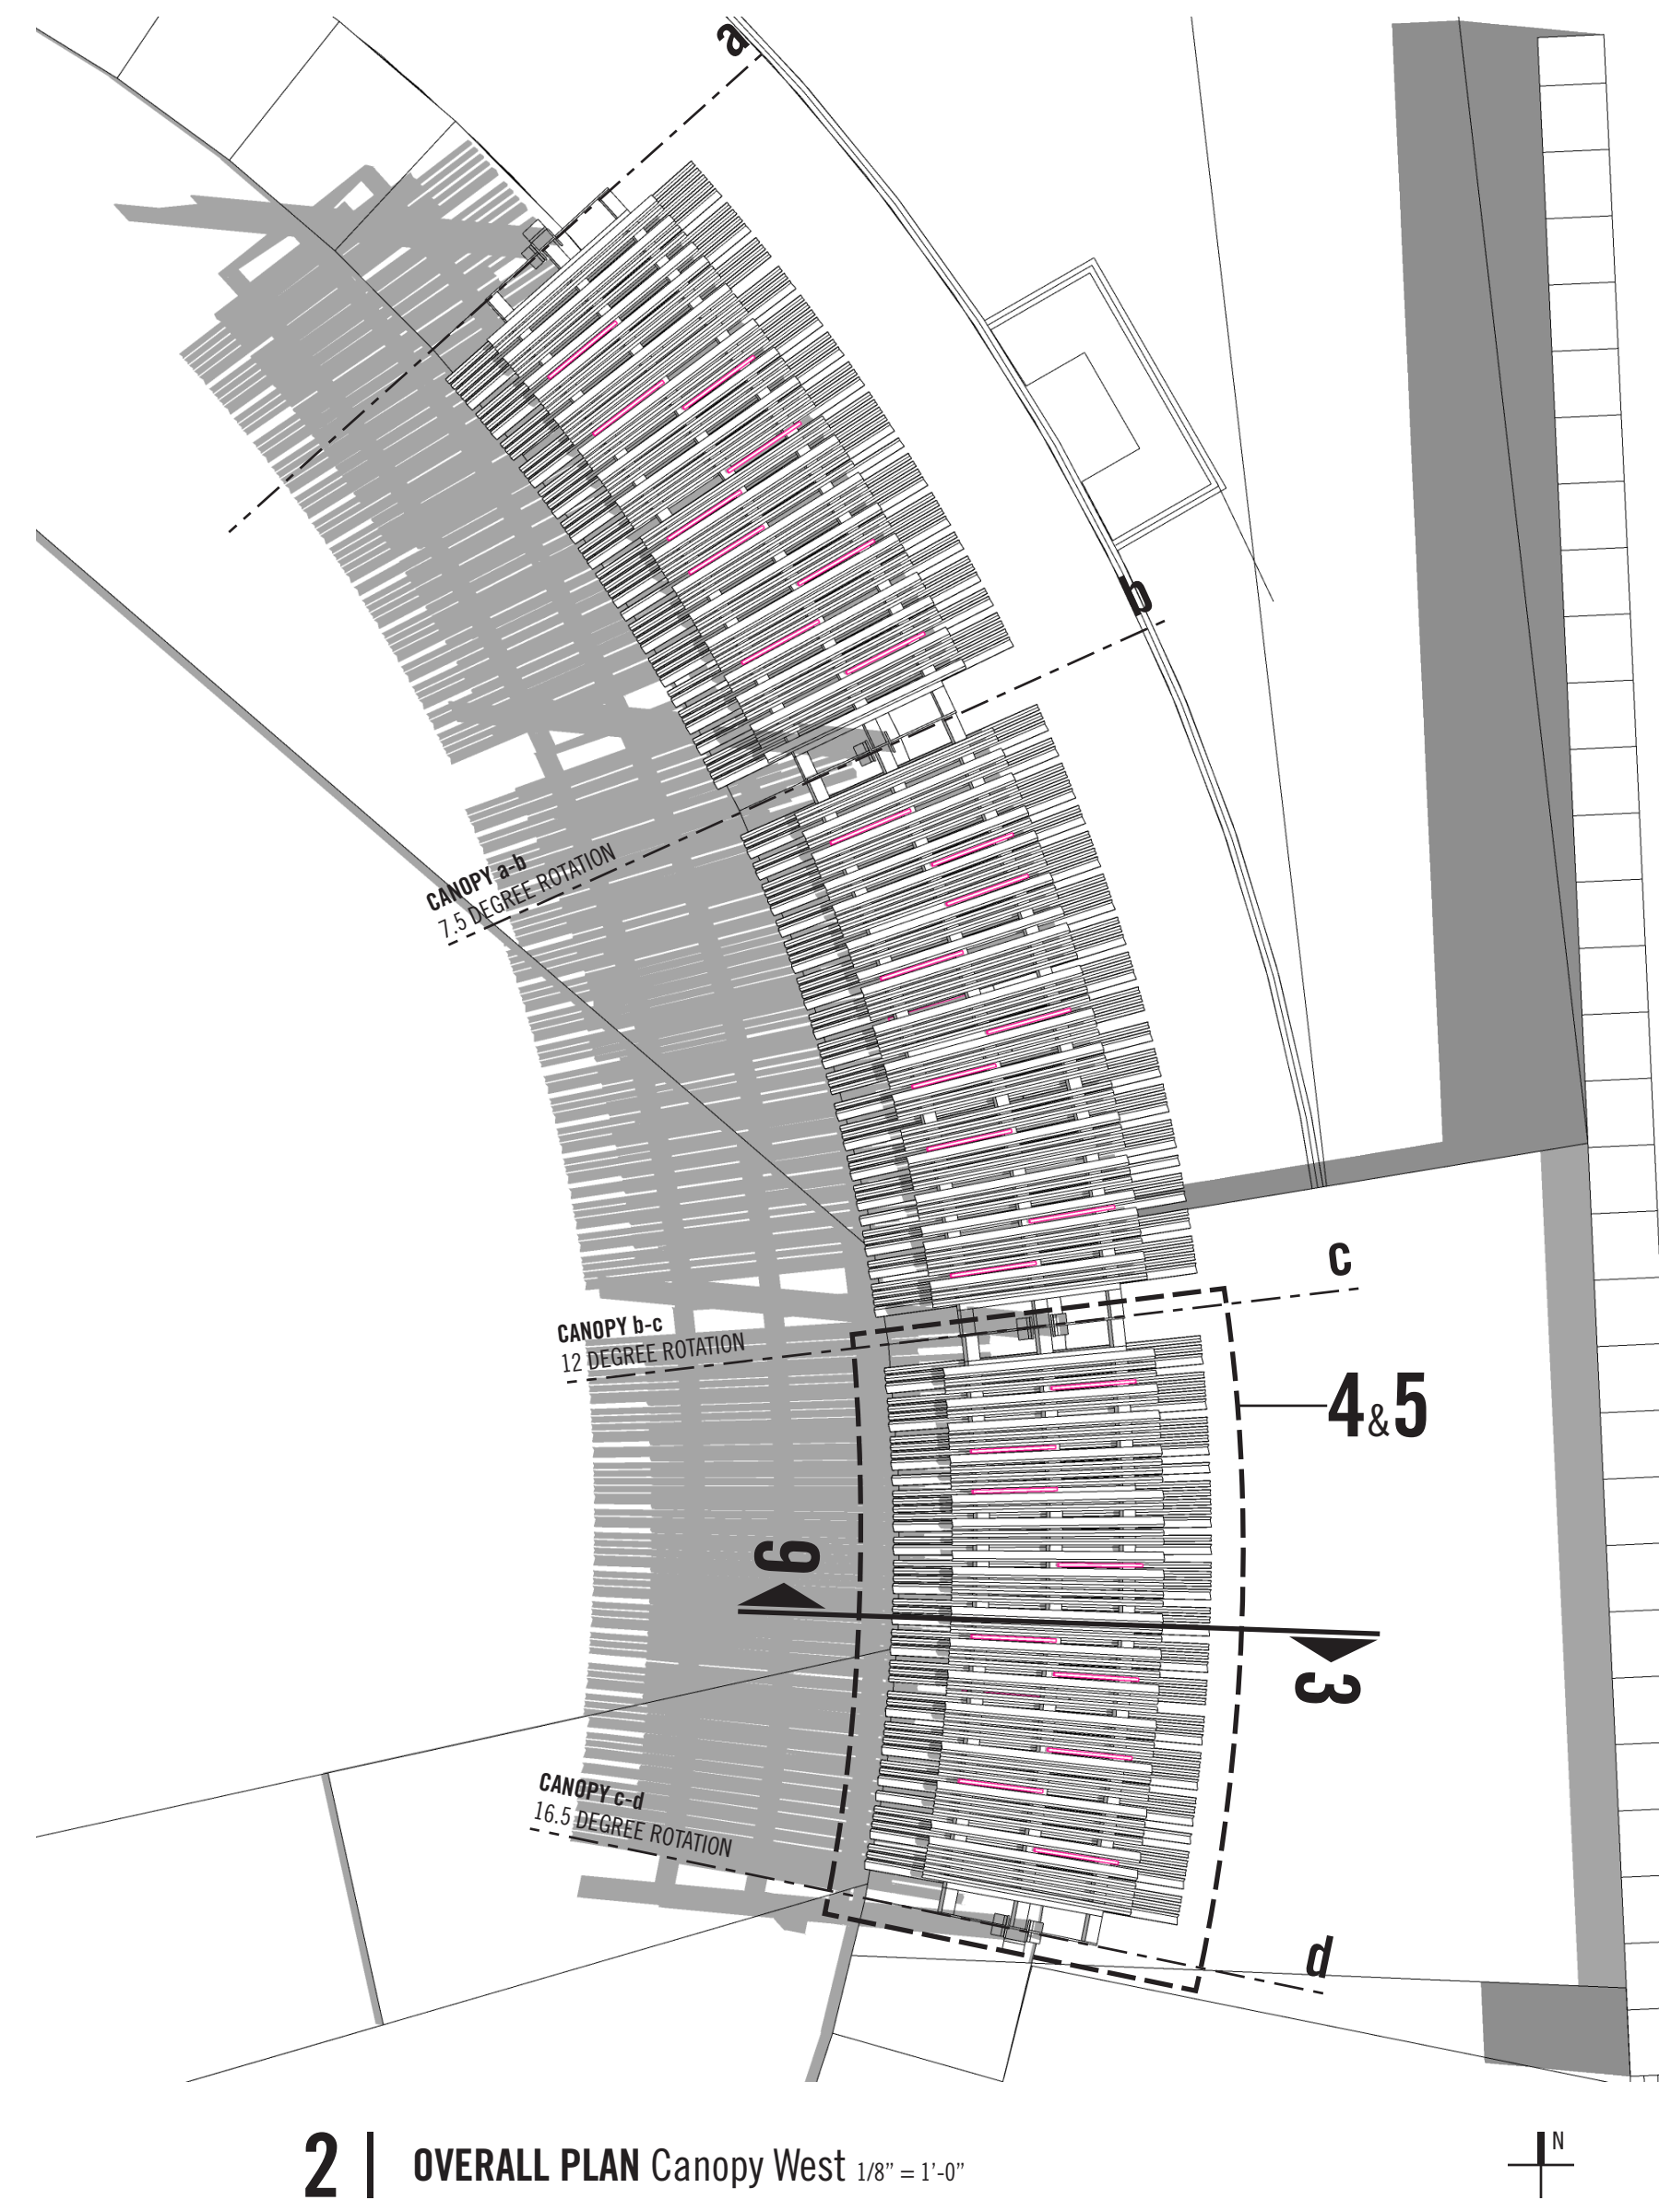 a
b
CANOPY a-b
7.5 DEGREE ROTATION
c
CANOPY b-c
12 DEGREE ROTATION
4&5
9
3
CANOPY c-d
16.5 DEGREE ROTATION
d
2 OVERALL PLAN Canopy West 1/8” = 1’-0”
N